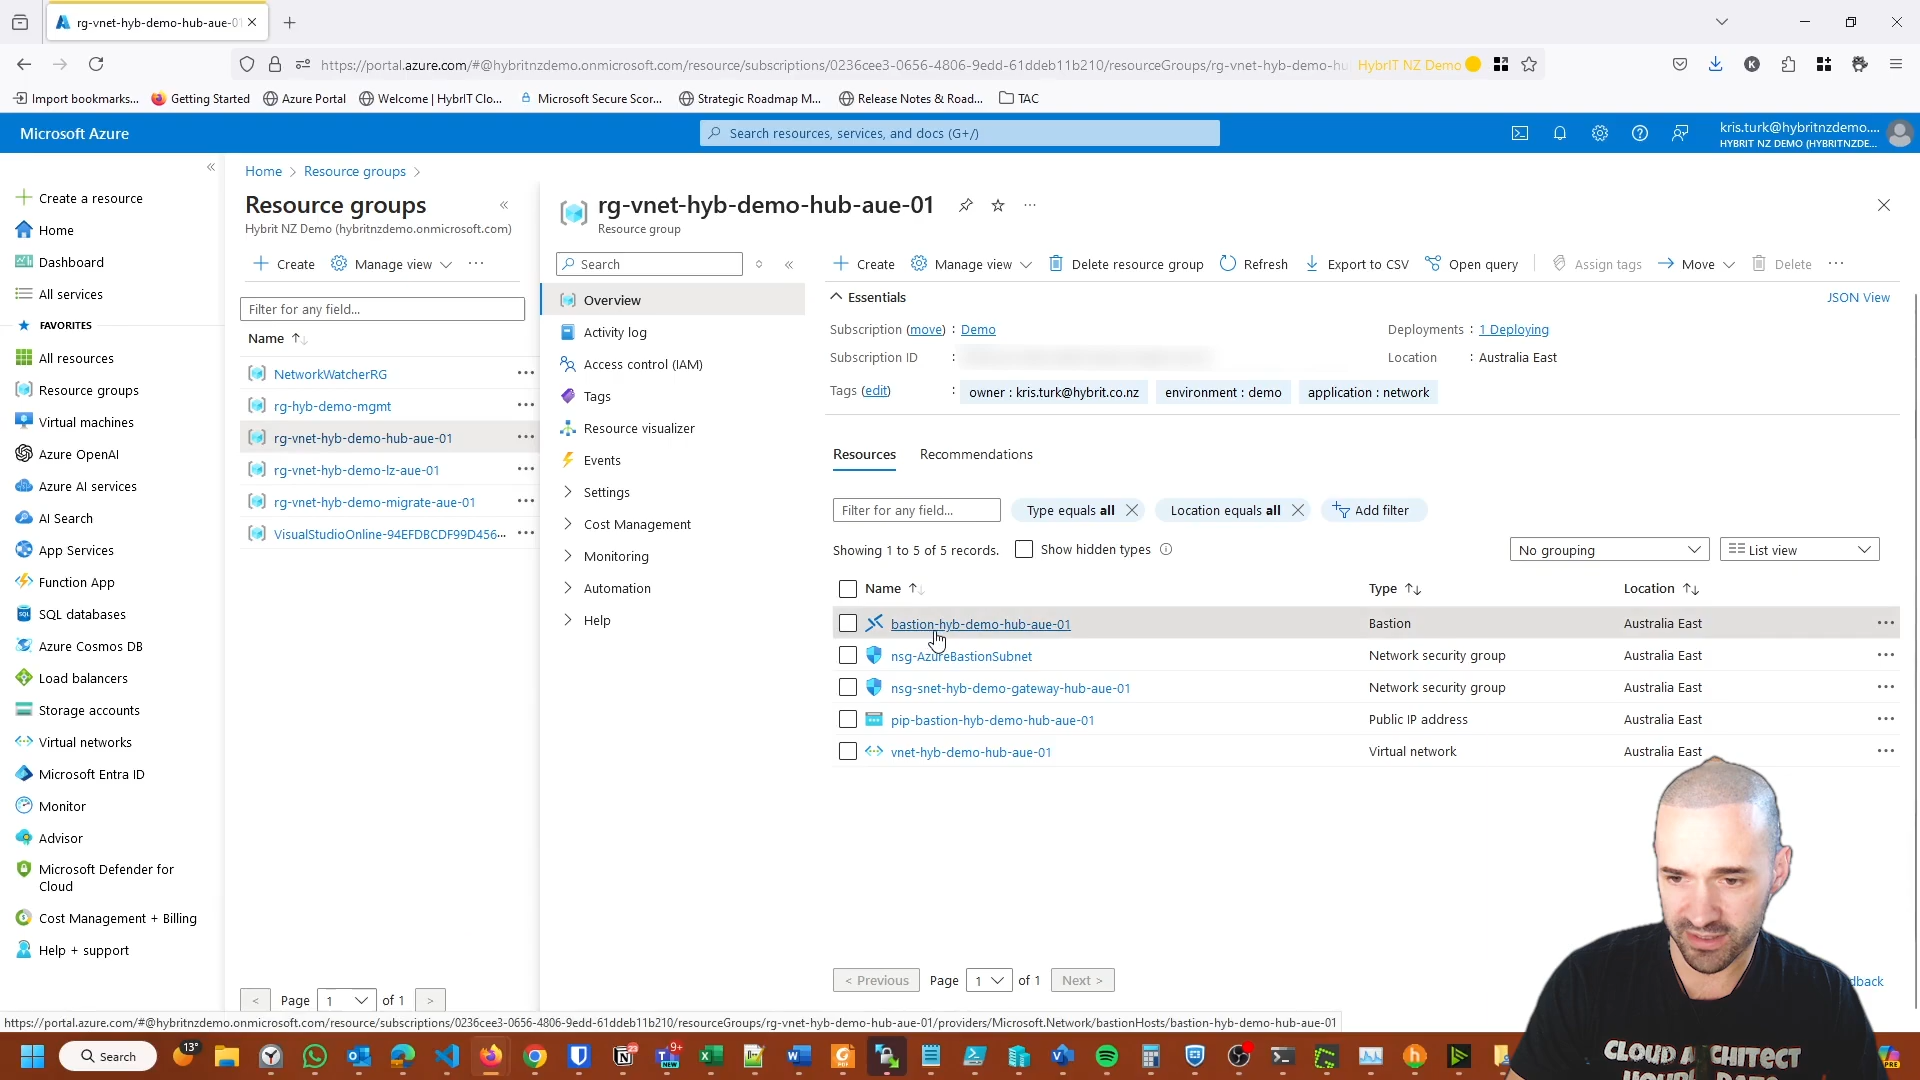 rg-vnet-hyb-demo-hub-aue-01
https://portal.azure.com/#@hybritnzdemo.onmicrosoft.com/resource/subscriptions/0236cee3-0656-4806-9edd-61ddeb11b210/resourceGroups/rg-vnet-hyb-demo-hu
HybrIT NZ Demo
K
Import bookmarks...
Getting Started
Azure Portal
Welcome | HybrIT Clo...
Microsoft Secure Scor...
Strategic Roadmap M...
Release Notes & Road...
TAC
Microsoft Azure
Search resources, services, and docs (G+/)
kris.turk@hybritnzdemo....
HYBRIT NZ DEMO (HYBRITNZDE...
Create a resource
Home
Dashboard
All services
FAVORITES
All resources
Resource groups
Virtual machines
Azure OpenAI
Azure AI services
AI Search
App Services
Function App
SQL databases
Azure Cosmos DB
Load balancers
Storage accounts
Virtual networks
Microsoft Entra ID
Monitor
Advisor
Microsoft Defender for
Cloud
Cost Management + Billing
Help + support
Home > Resource groups >
Resource groups
Hybrit NZ Demo (hybritnzdemo.onmicrosoft.com)
Create
Manage view
...
Filter for any field...
Name
NetworkWatcherRG
rg-hyb-demo-mgmt
rg-vnet-hyb-demo-hub-aue-01
rg-vnet-hyb-demo-lz-aue-01
rg-vnet-hyb-demo-migrate-aue-01
VisualStudioOnline-94EFDBCDF99D456...
< Page 1 of 1 >
rg-vnet-hyb-demo-hub-aue-01
Resource group
Search
Overview
Activity log
Access control (IAM)
Tags
Resource visualizer
Events
Settings
Cost Management
Monitoring
Automation
Help
Create
Manage view
Delete resource group
Refresh
Export to CSV
Open query
Assign tags
Move
Delete
...
Essentials
JSON View
Subscription (move) : Demo
Deployments : 1 Deploying
Subscription ID :
Location : Australia East
Tags (edit) : owner : kris.turk@hybrit.co.nz environment : demo application : network
Resources Recommendations
Filter for any field...
Type equals all
Location equals all
Add filter
Showing 1 to 5 of 5 records.
Show hidden types
No grouping
List view
Name Type Location
bastion-hyb-demo-hub-aue-01 Bastion Australia East
nsg-AzureBastionSubnet Network security group Australia East
nsg-snet-hyb-demo-gateway-hub-aue-01 Network security group Australia East
pip-bastion-hyb-demo-hub-aue-01 Public IP address Australia East
vnet-hyb-demo-hub-aue-01 Virtual network Australia East
< Previous Page 1 of 1 Next >
dback
https://portal.azure.com/#@hybritnzdemo.onmicrosoft.com/resource/subscriptions/0236cee3-0656-4806-9edd-61ddeb11b210/resourceGroups/rg-vnet-hyb-demo-hub-aue-01/providers/Microsoft.Network/bastionHosts/bastion-hyb-demo-hub-aue-01
Search
13°
9+
NEW
PRE
CLOUD ARCHITECT